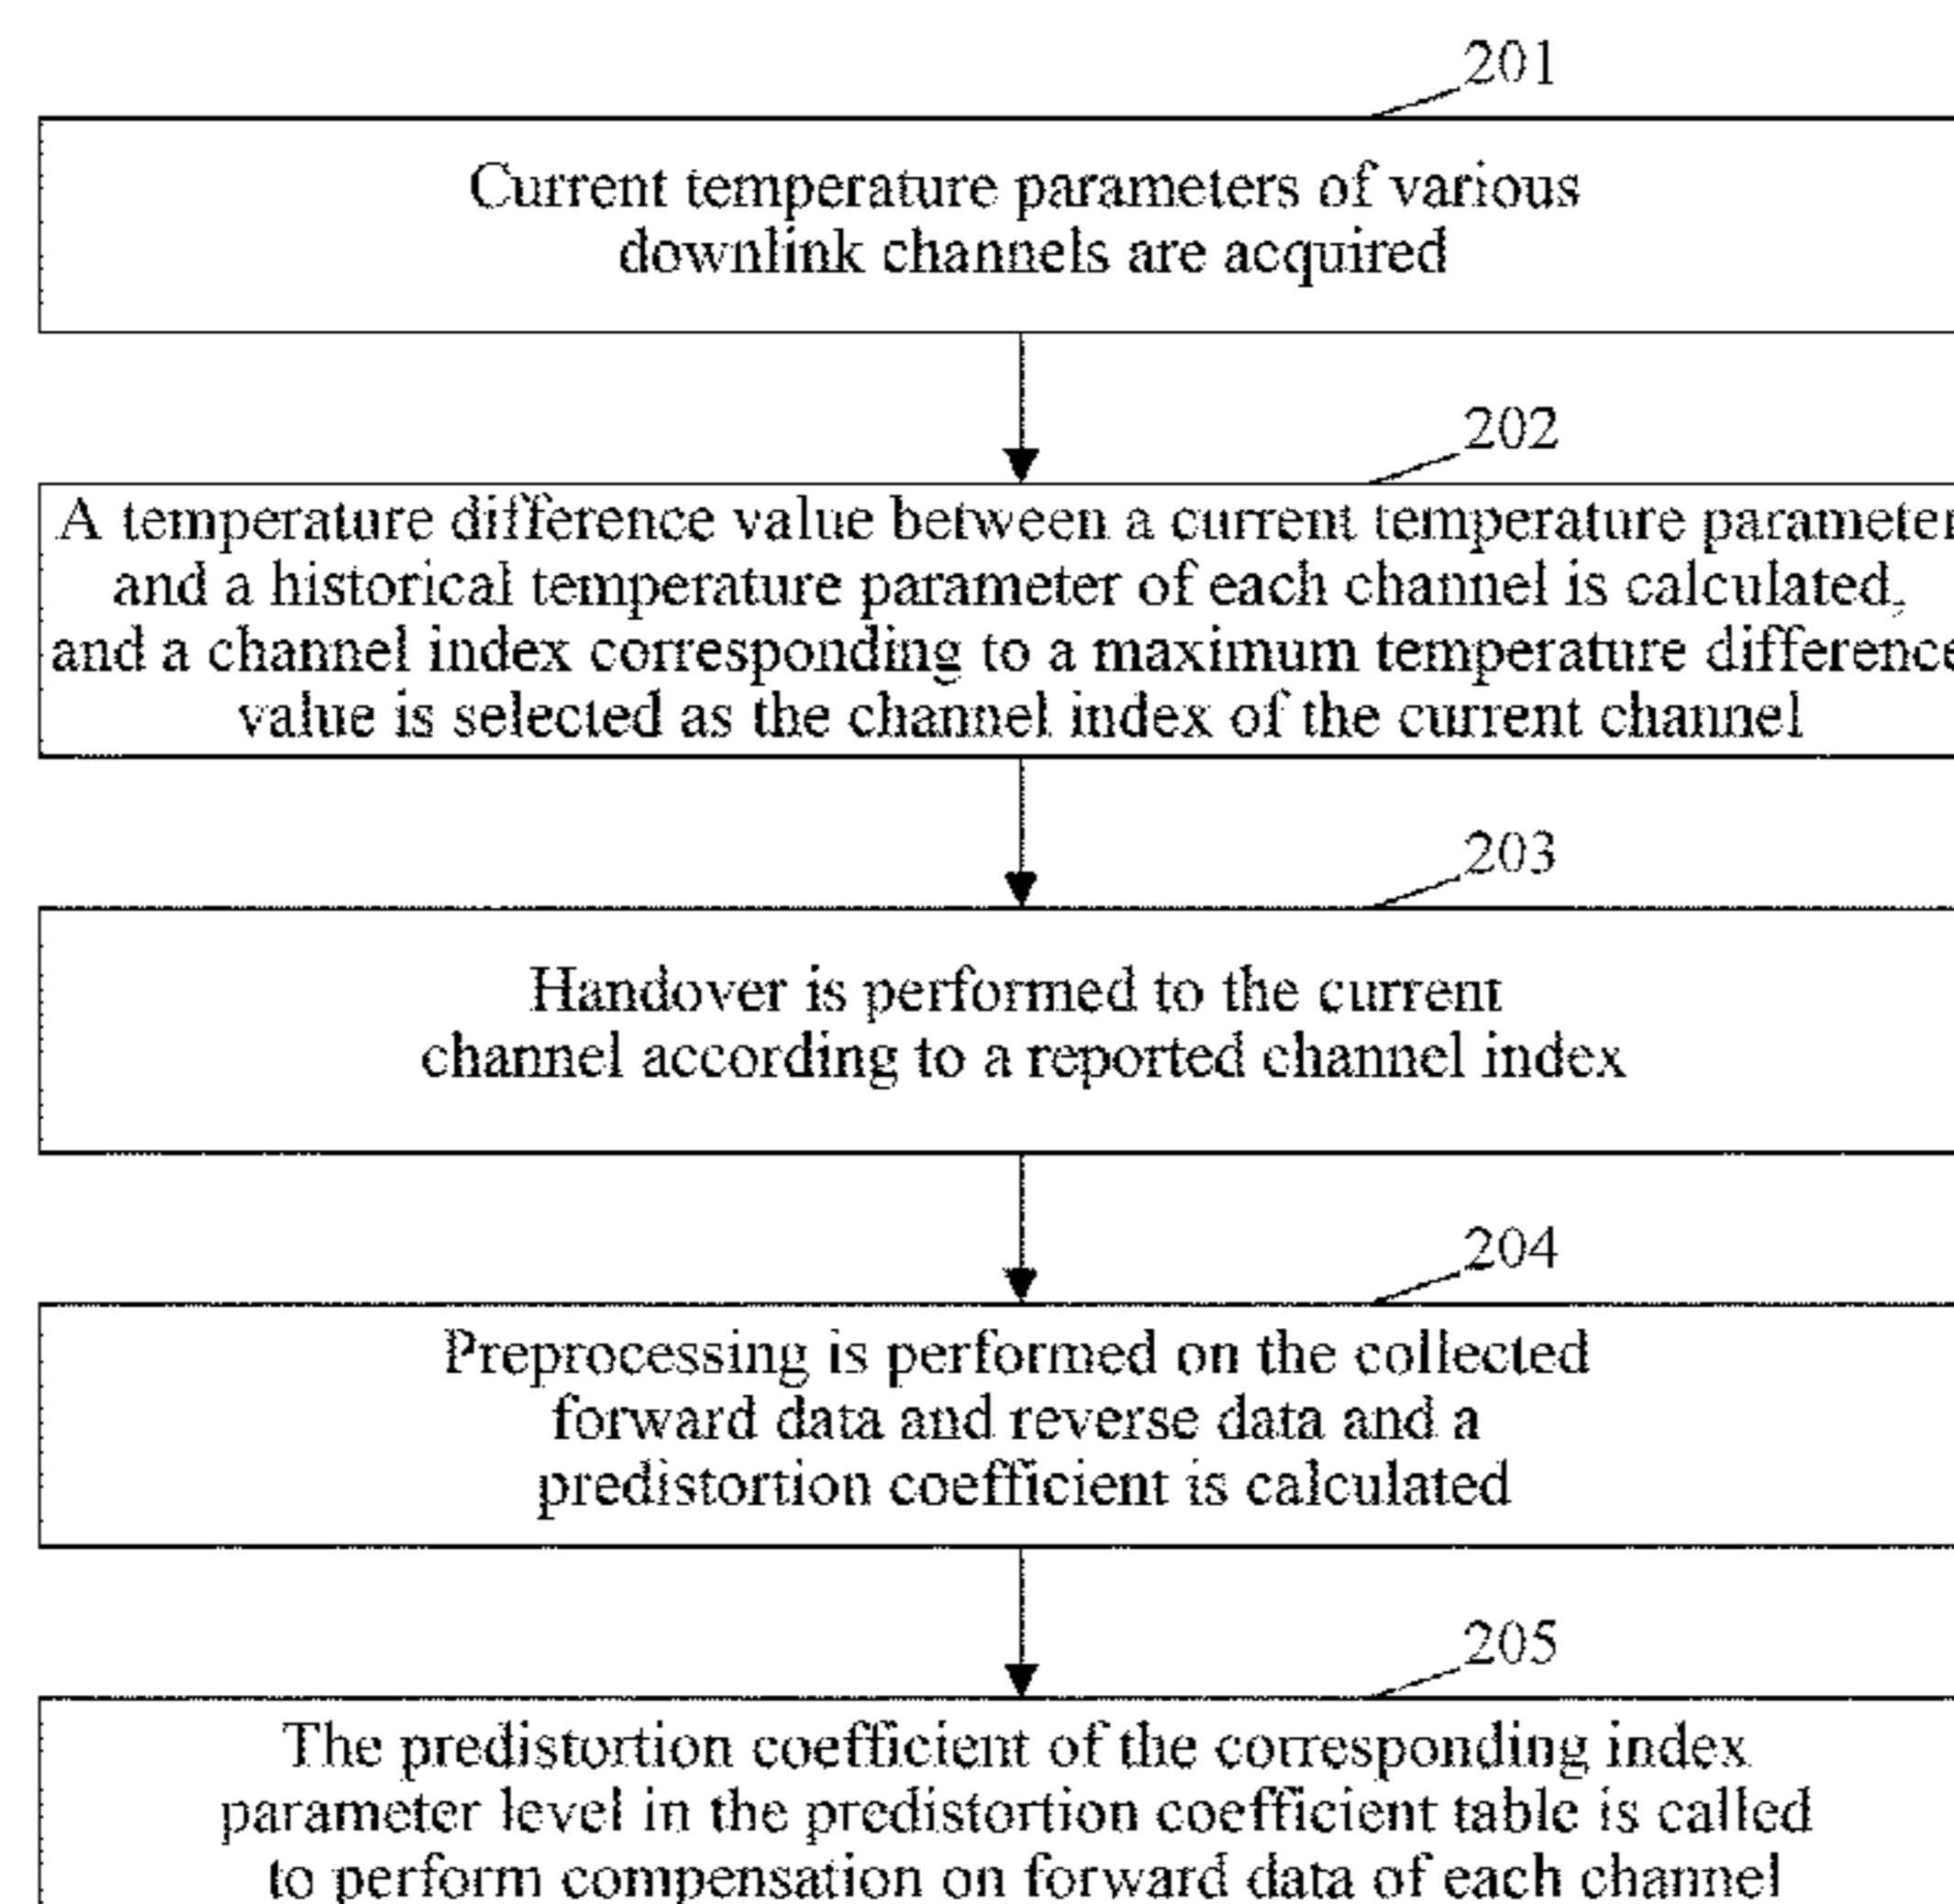 201
Current temperature parameters of various
downlink channels are acquired
202
A temperature difference value between a current temperature parameter
and a historical temperature parameter of each channel is calculated,
and a channel index corresponding to a maximum temperature difference
value is selected as the channel index of the current channel
203
Handover is performed to the current
channel according to a reported channel index
204
Preprocessing is performed on the collected
forward data and reverse data and a
predistortion coefficient is calculated
205
The predistortion coefficient of the corresponding index
parameter level in the predistortion coefficient table is called
to perform compensation on forward data of each channel